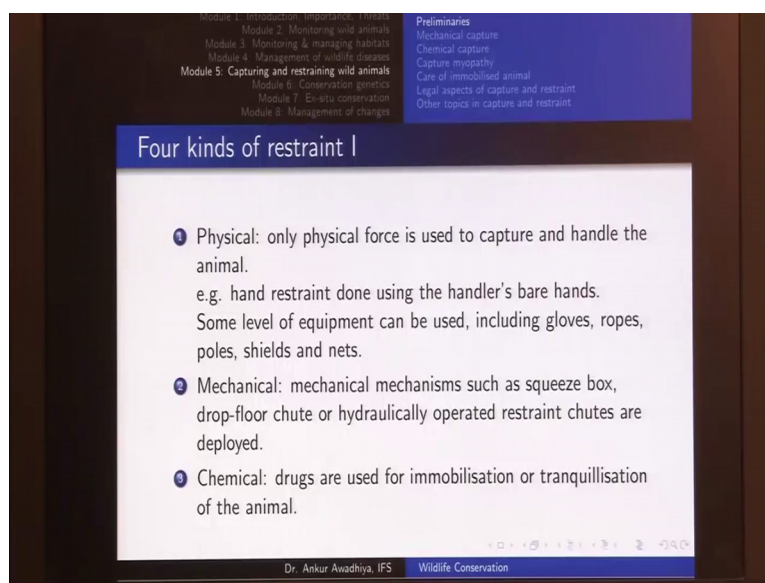 Module 1: Introduction, Importance, Threats
Module 2: Monitoring wild animals
Module 3: Monitoring & managing habitats
Module 4: Management of wildlife diseases
Module 5: Capturing and restraining wild animals
Module 6: Conservation genetics
Module 7: Ex-situ conservation
Module 8: Management of changes
Preliminaries
Mechanical capture
Chemical capture
Capture myopathy
Care of immobilised animal
Legal aspects of capture and restraint
Other topics in capture and restraint
Four kinds of restraint I
1 Physical: only physical force is used to capture and handle the
animal.
e.g. hand restraint done using the handler's bare hands.
Some level of equipment can be used, including gloves, ropes,
poles, shields and nets.
2 Mechanical: mechanical mechanisms such as squeeze box,
drop-floor chute or hydraulically operated restraint chutes are
deployed.
3 Chemical: drugs are used for immobilisation or tranquillisation
of the animal.
Dr. Ankur Awadhiya, IFS
Wildlife Conservation